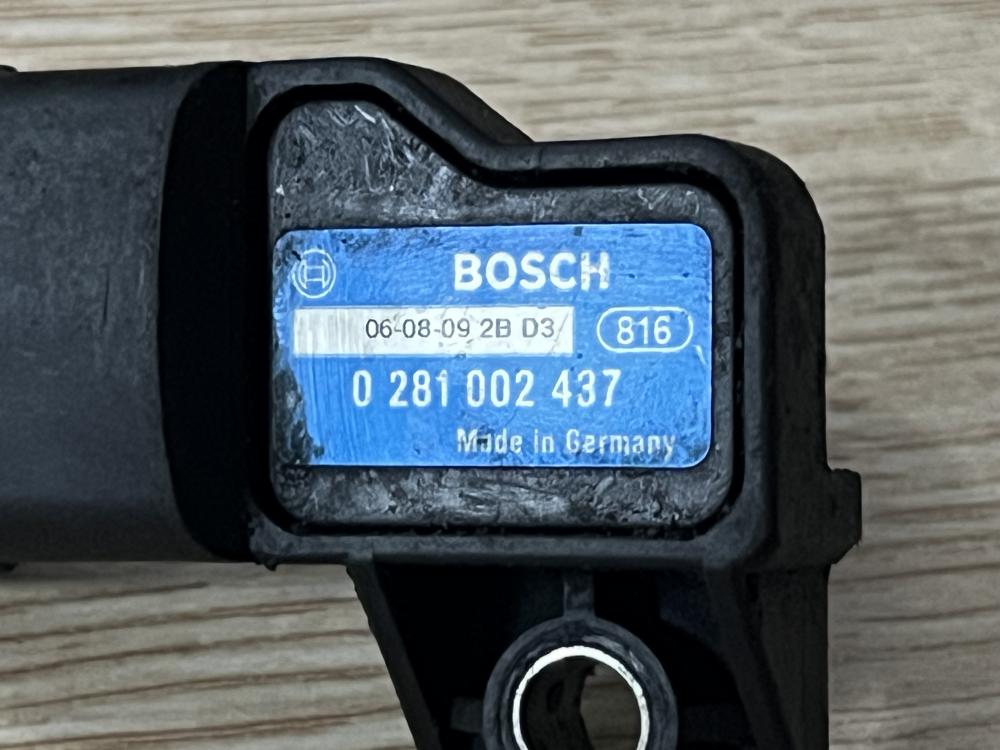 BOSCH
06-08-09 2B D3
816
0 281 002 437
Made in Germany